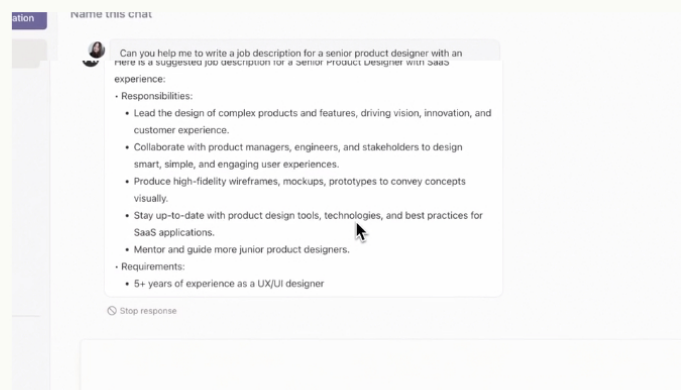 ation
Name this chat
Can you help me to write a job description for a senior product designer with an
Here is a suggested job description for a Senior Product Designer with SaaS
experience:
• Responsibilities:
• Lead the design of complex products and features, driving vision, innovation, and
customer experience.
• Collaborate with product managers, engineers, and stakeholders to design
smart, simple, and engaging user experiences.
• Produce high-fidelity wireframes, mockups, prototypes to convey concepts
visually.
• Stay up-to-date with product design tools, technologies, and best practices for
SaaS applications.
• Mentor and guide more junior product designers.
• Requirements:
• 5+ years of experience as a UX/UI designer
Stop response